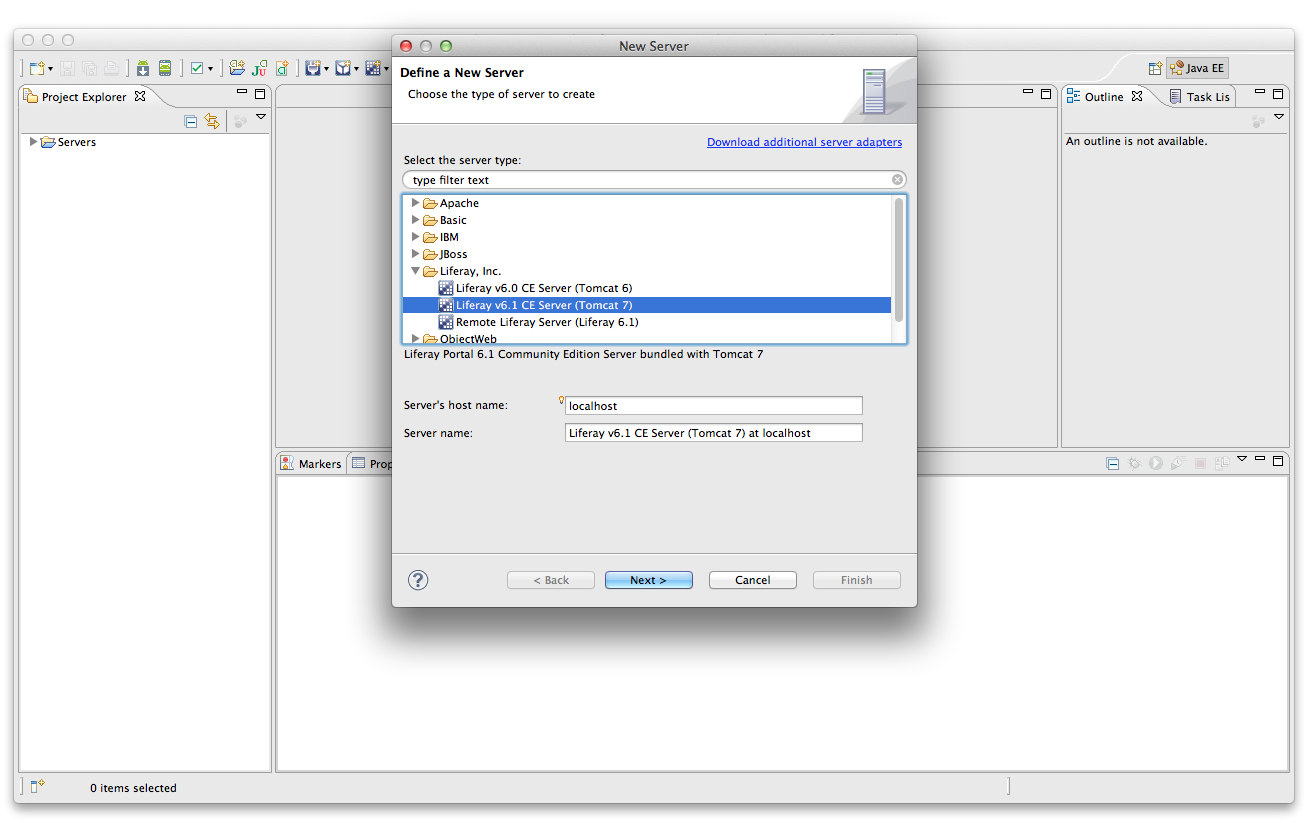 New Server
Java EE
Define a New Server
Choose the type of server to create
Project Explorer
Outline
Task Lis
Servers
An outline is not available.
Download additional server adapters
Select the server type:
type filter text
Apache
Basic
IBM
JBoss
Liferay, Inc.
Liferay v6.0 CE Server (Tomcat 6)
Liferay v6.1 CE Server (Tomcat 7)
Remote Liferay Server (Liferay 6.1)
ObjectWeb
Liferay Portal 6.1 Community Edition Server bundled with Tomcat 7
Server's host name:
localhost
Server name:
Liferay v6.1 CE Server (Tomcat 7) at localhost
Markers
Prop
?
< Back
Next >
Cancel
Finish
0 items selected